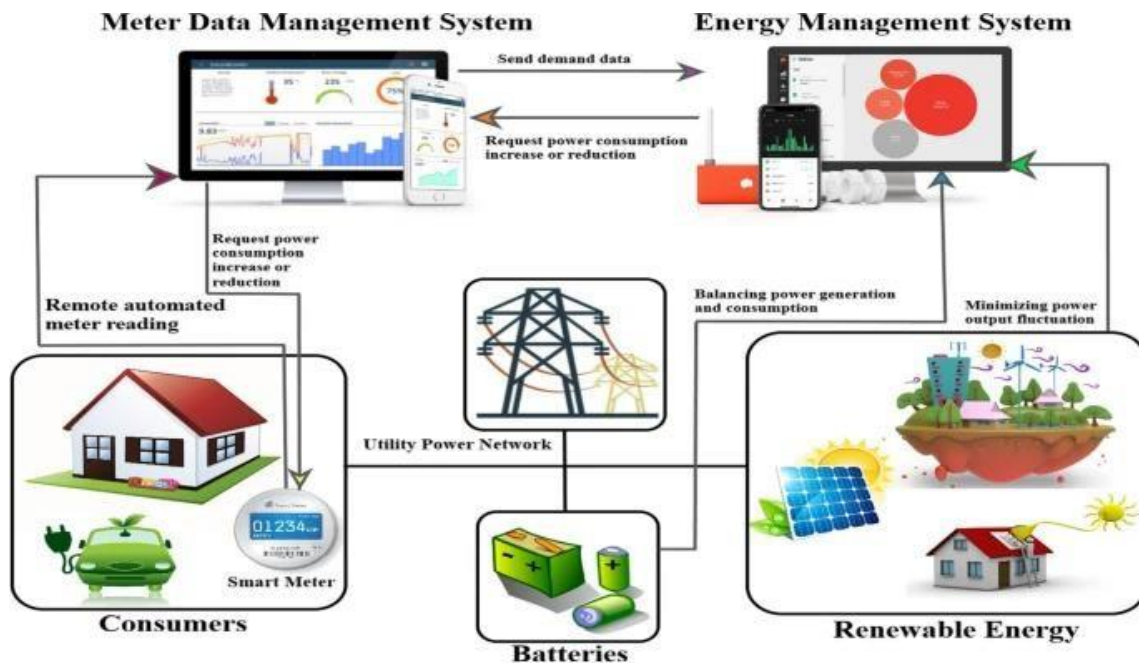 Meter Data Management System
Energy Management System
Send demand data
Request power consumption
increase or reduction
75%
Request power
consumption
increase or
reduction
Remote automated
meter reading
Balancing power generation
and consumption
Minimizing power
output fluctuation
Utility Power Network
01234
Smart Meter
Consumers
Batteries
Renewable Energy